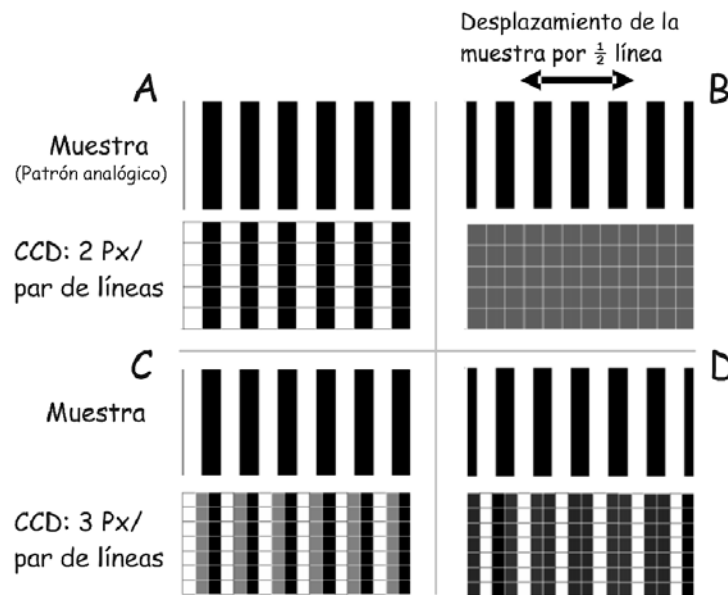 Desplazamiento de la
muestra por ½ línea
A
B
Muestra
(Patrón analógico)
CCD: 2 Px/
par de líneas
C
D
Muestra
CCD: 3 Px/
par de líneas